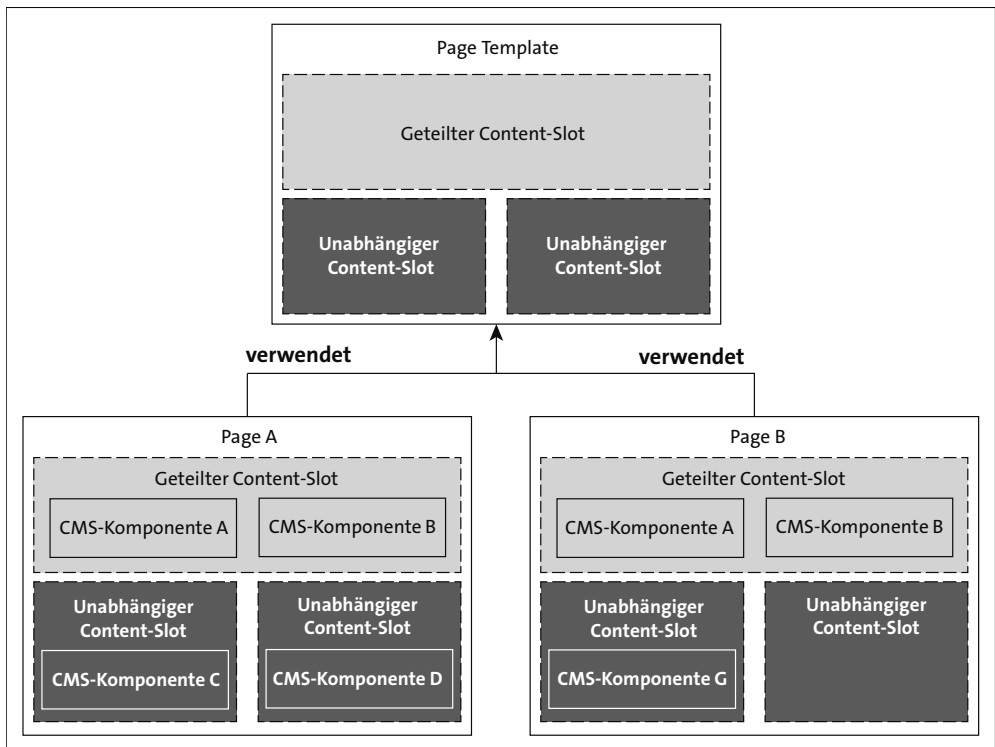 Page Template
Geteilter Content-Slot
Unabhängiger
Content-Slot
Unabhängiger
Content-Slot
verwendet
verwendet
Page A
Geteilter Content-Slot
CMS-Komponente A
CMS-Komponente B
Unabhängiger
Content-Slot
CMS-Komponente C
Unabhängiger
Content-Slot
CMS-Komponente D
Page B
Geteilter Content-Slot
CMS-Komponente A
CMS-Komponente B
Unabhängiger
Content-Slot
CMS-Komponente G
Unabhängiger
Content-Slot